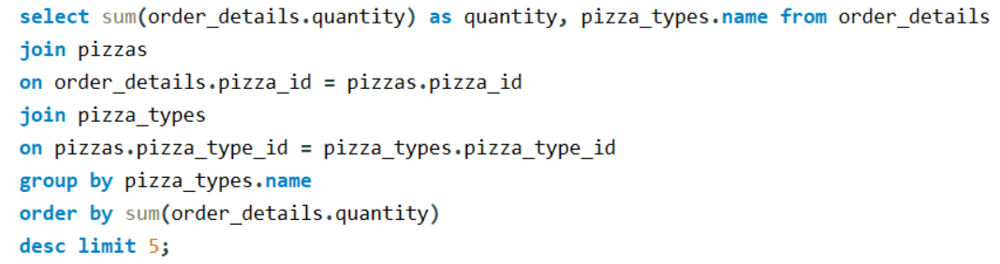 select sum(order_details.quantity) as quantity, pizza_types.name from order_details
join pizzas
on order_details.pizza_id = pizzas.pizza_id
join pizza_types
on pizzas.pizza_type_id = pizza_types.pizza_type_id
group by pizza_types.name
order by sum(order_details.quantity)
desc limit 5;